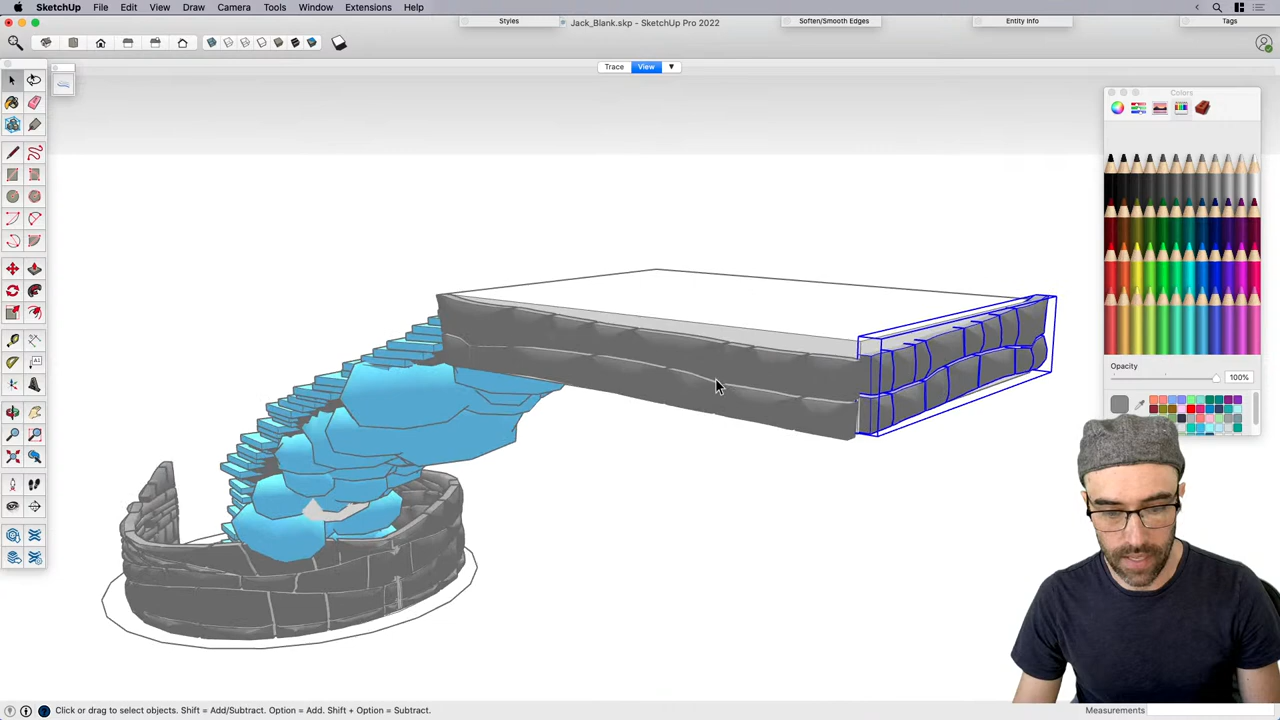 SketchUp File Edit View Draw Camera Tools Window Extensions Help
Styles
Jack_Blank.skp - SketchUp Pro 2022
Soften/Smooth Edges
Entity Info
Tags
Trace View
Colors
Opacity
100%
Click or drag to select objects. Shift = Add/Subtract. Option = Add. Shift + Option = Subtract.
Measurements